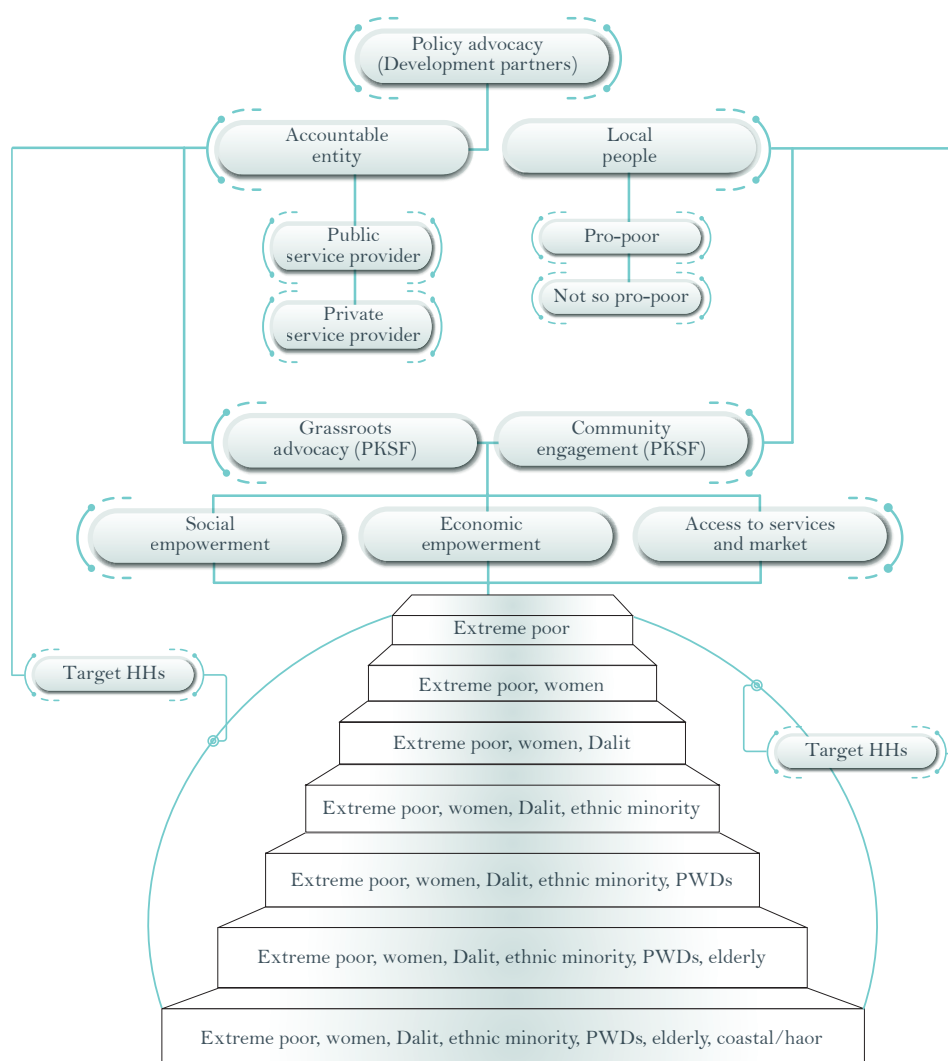 Policy advocacy
(Development partners)
Accountable
entity
Local
people
Public
service provider
Pro-poor
Private
service provider
Not so pro-poor
Grassroots
advocacy (PKSF)
Community
engagement (PKSF)
Social
empowerment
Economic
empowerment
Access to services
and market
Extreme poor
Target HHs
Extreme poor, women
Extreme poor, women, Dalit
Target HHs
Extreme poor, women, Dalit, ethnic minority
Extreme poor, women, Dalit, ethnic minority, PWDs
Extreme poor, women, Dalit, ethnic minority, PWDs, elderly
Extreme poor, women, Dalit, ethnic minority, PWDs, elderly, coastal/haor